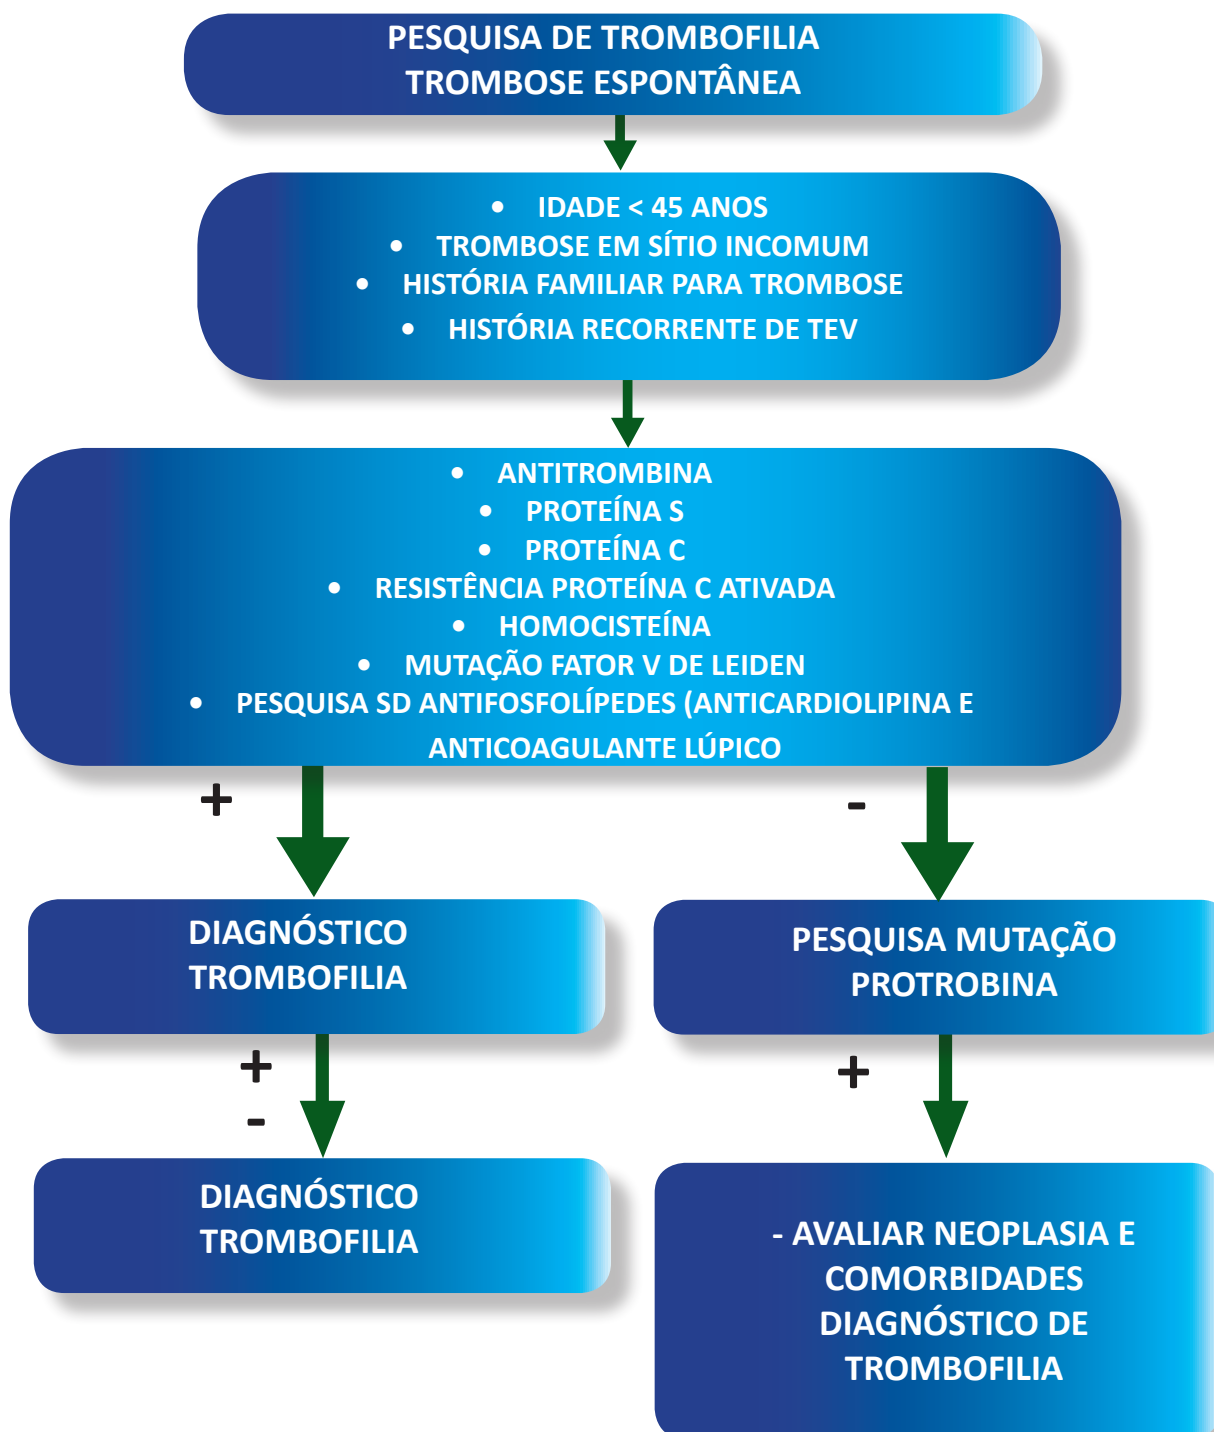 PESQUISA DE TROMBOFILIA
TROMBOSE ESPONTÂNEA
• IDADE < 45 ANOS
• TROMBOSE EM SÍTIO INCOMUM
• HISTÓRIA FAMILIAR PARA TROMBOSE
• HISTÓRIA RECORRENTE DE TEV
• ANTITROMBINA
• PROTEÍNA S
• PROTEÍNA C
• RESISTÊNCIA PROTEÍNA C ATIVADA
• HOMOCISTEÍNA
• MUTAÇÃO FATOR V DE LEIDEN
• PESQUISA SD ANTIFOSFOLÍPEDES (ANTICARDIOLIPINA E
ANTICOAGULANTE LÚPICO
+
-
DIAGNÓSTICO
TROMBOFILIA
PESQUISA MUTAÇÃO
PROTROBINA
+
-
+
DIAGNÓSTICO
TROMBOFILIA
- AVALIAR NEOPLASIA E
COMORBIDADES
DIAGNÓSTICO DE
TROMBOFILIA